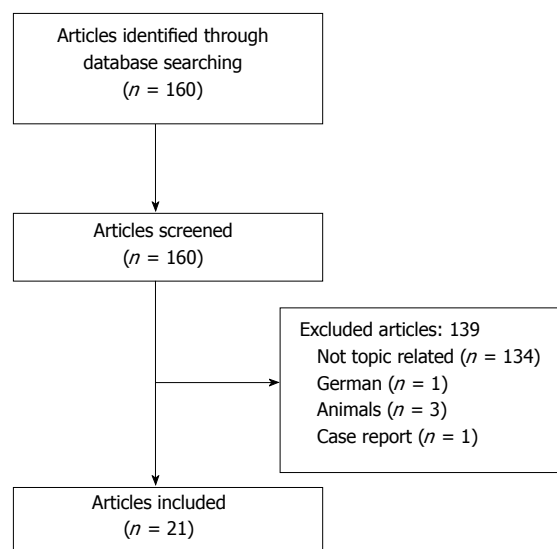 Articles identified through
database searching
(n = 160)
Articles screened
(n = 160)
Excluded articles: 139
Not topic related (n = 134)
German (n = 1)
Animals (n = 3)
Case report (n = 1)
Articles included
(n = 21)